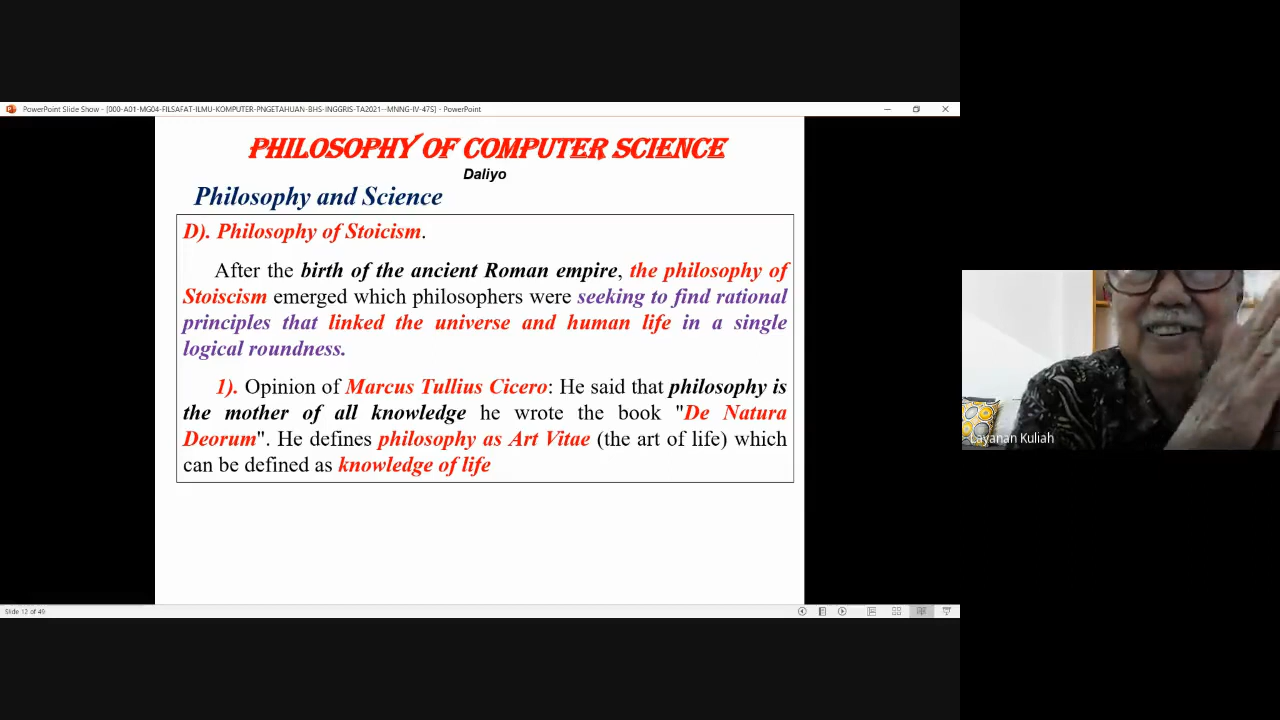 PowerPoint Slide Show - [000-A01-MG04-FILSAFAT-ILMU-KOMPUTER-PNGETAHUAN-BHS-INGGRIS-TA2021--MNNG-IV-47S] - PowerPoint
PHILOSOPHY OF COMPUTER SCIENCE
Daliyo
Philosophy and Science
D). Philosophy of Stoicism.
After the birth of the ancient Roman empire, the philosophy of
Stoiscism emerged which philosophers were seeking to find rational
principles that linked the universe and human life in a single
logical roundness.
1). Opinion of Marcus Tullius Cicero: He said that philosophy is
the mother of all knowledge he wrote the book "De Natura
Deorum". He defines philosophy as Art Vitae (the art of life) which
can be defined as knowledge of life
Layanan Kuliah
Slide 12 of 49